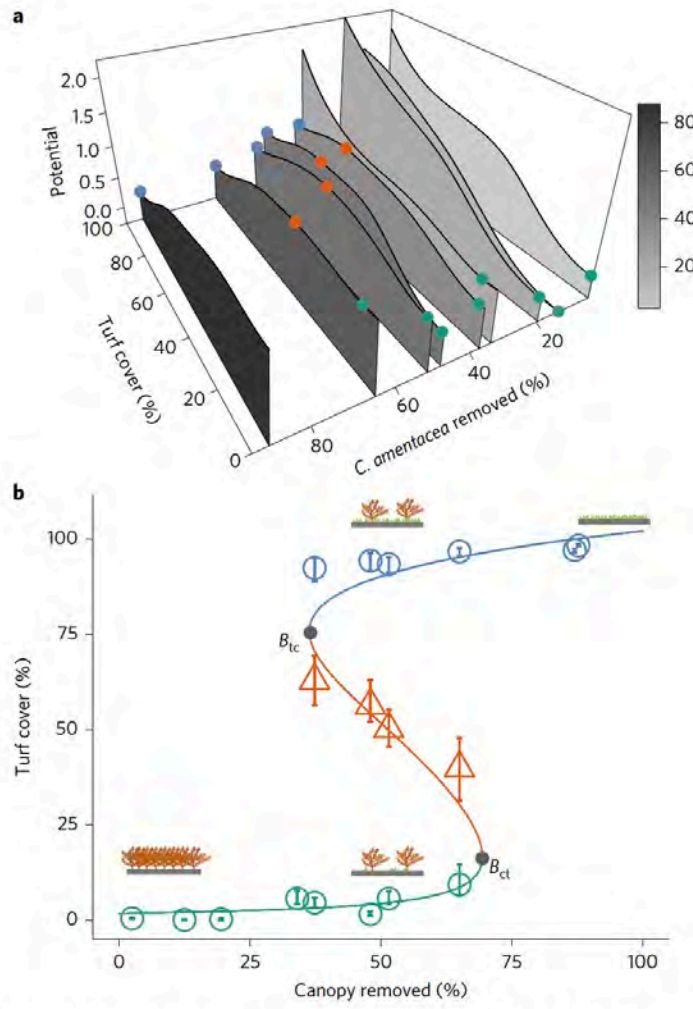 a
Potential
2.0
1.5
1.0
0.5
0.0
100
80
60
40
20
0
Turf cover (%)
80
60
40
20
C. amentacea removed (%)
80
60
40
20
b
Turf cover (%)
100
75
50
25
0
B_tc
B_ct
0 25 50 75 100
Canopy removed (%)